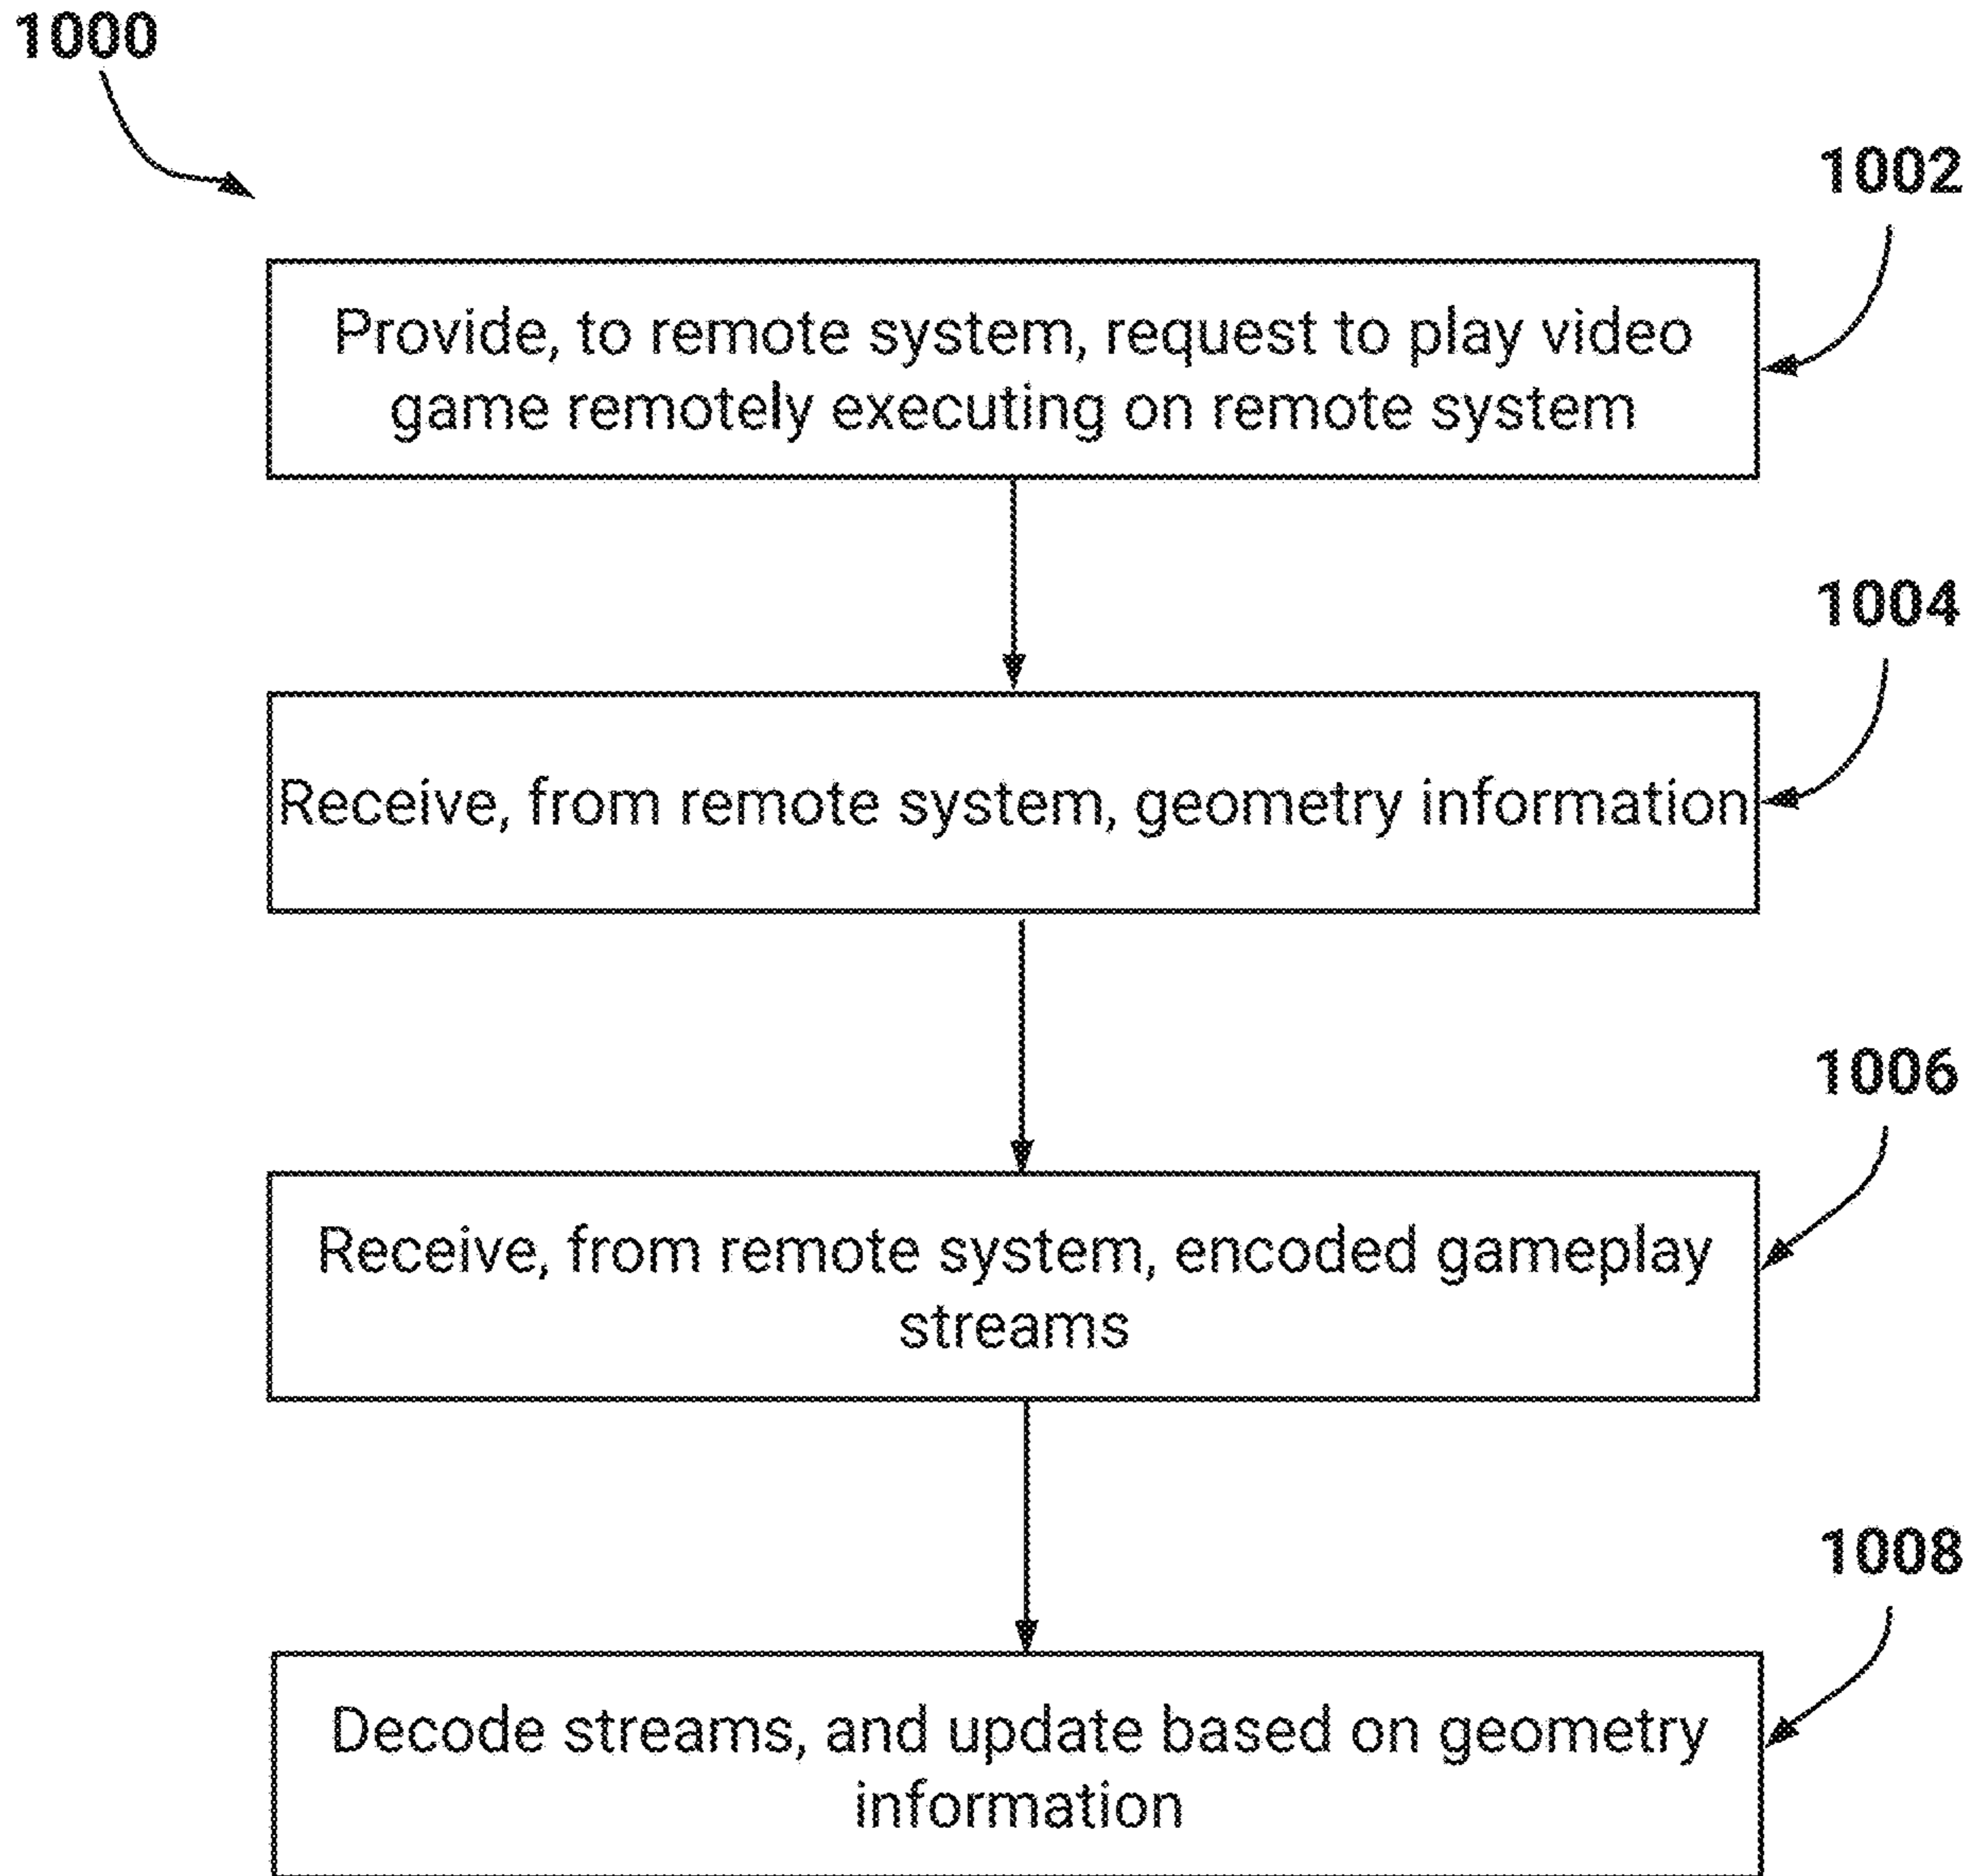 1000
1002
Provide, to remote system, request to play video
game remotely executing on remote system
1004
Receive, from remote system, geometry information
1006
Receive, from remote system, encoded gameplay
streams
1008
Decode streams, and update based on geometry
information